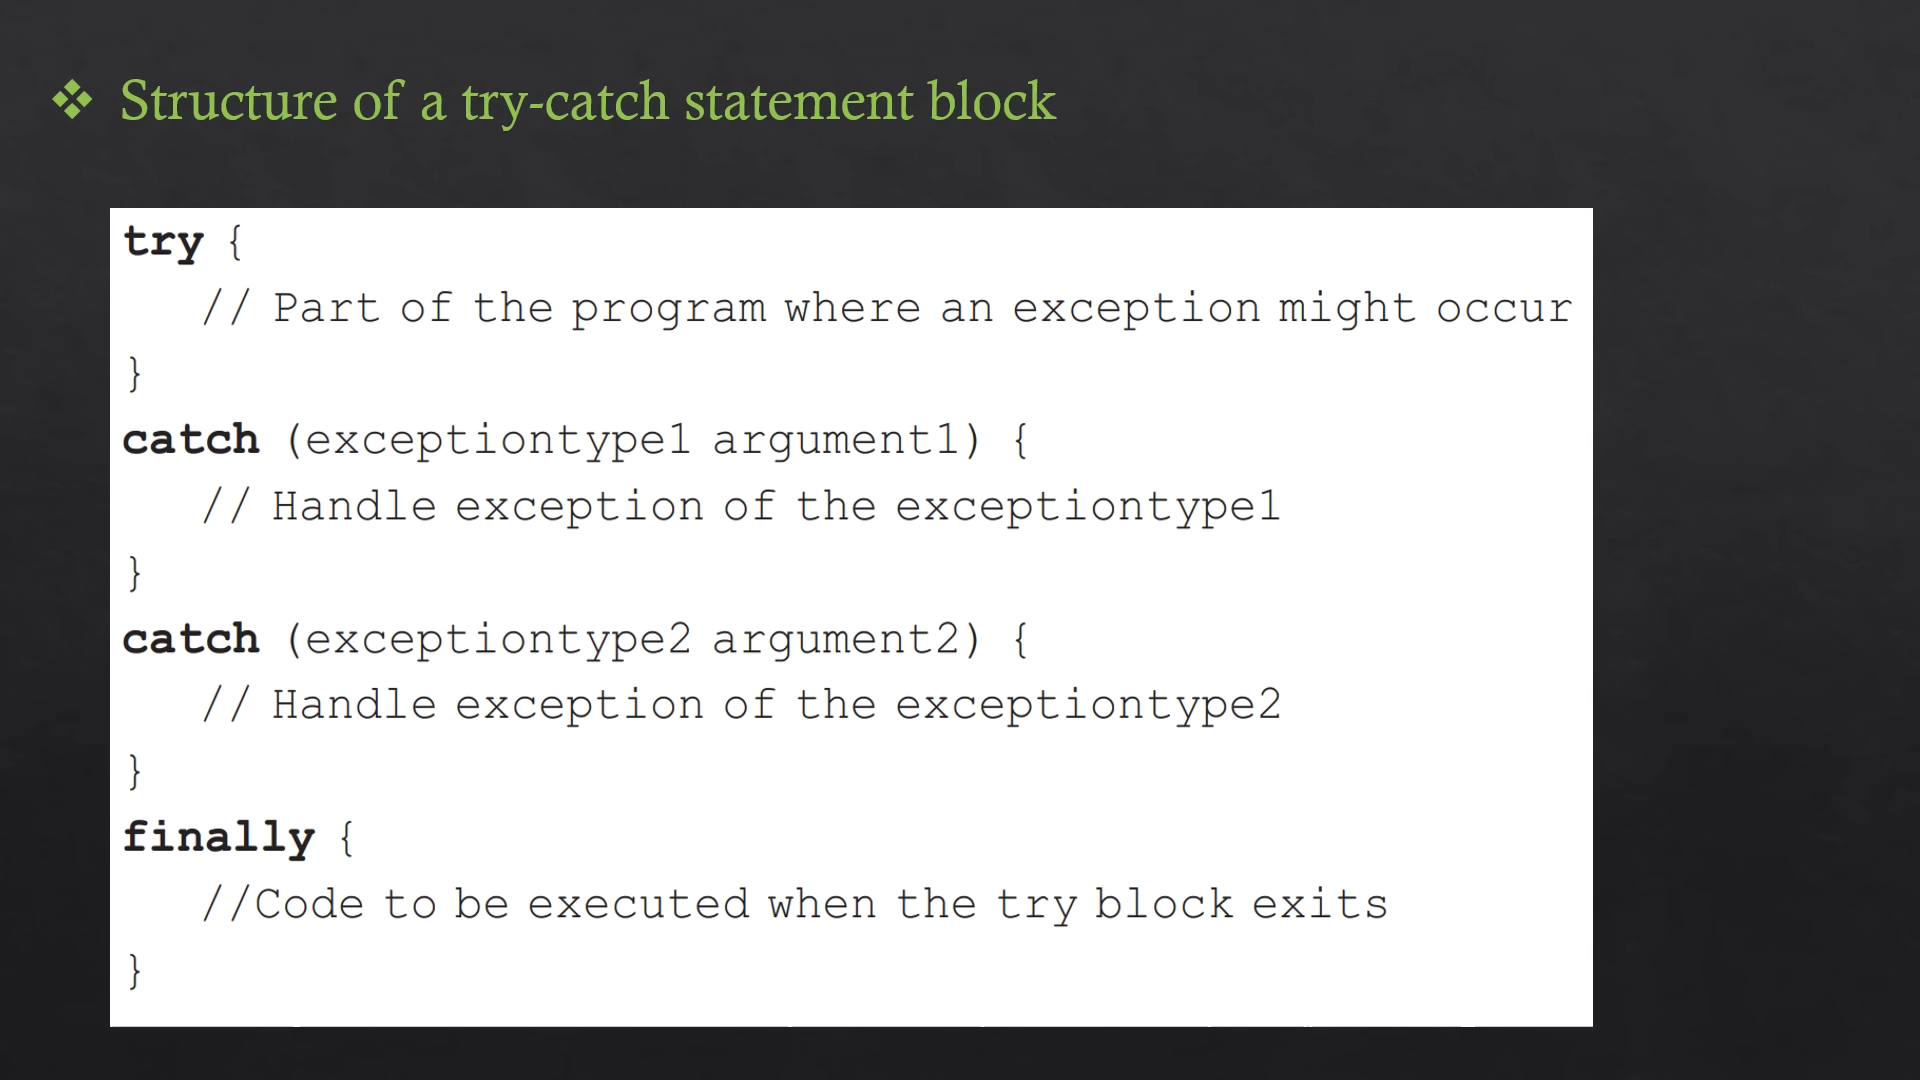 Structure of a try-catch statement block
try {
// Part of the program where an exception might occur
}
catch (exceptiontype1 argument1) {
// Handle exception of the exceptiontype1
}
catch (exceptiontype2 argument2) {
// Handle exception of the exceptiontype2
}
finally {
//Code to be executed when the try block exits
}